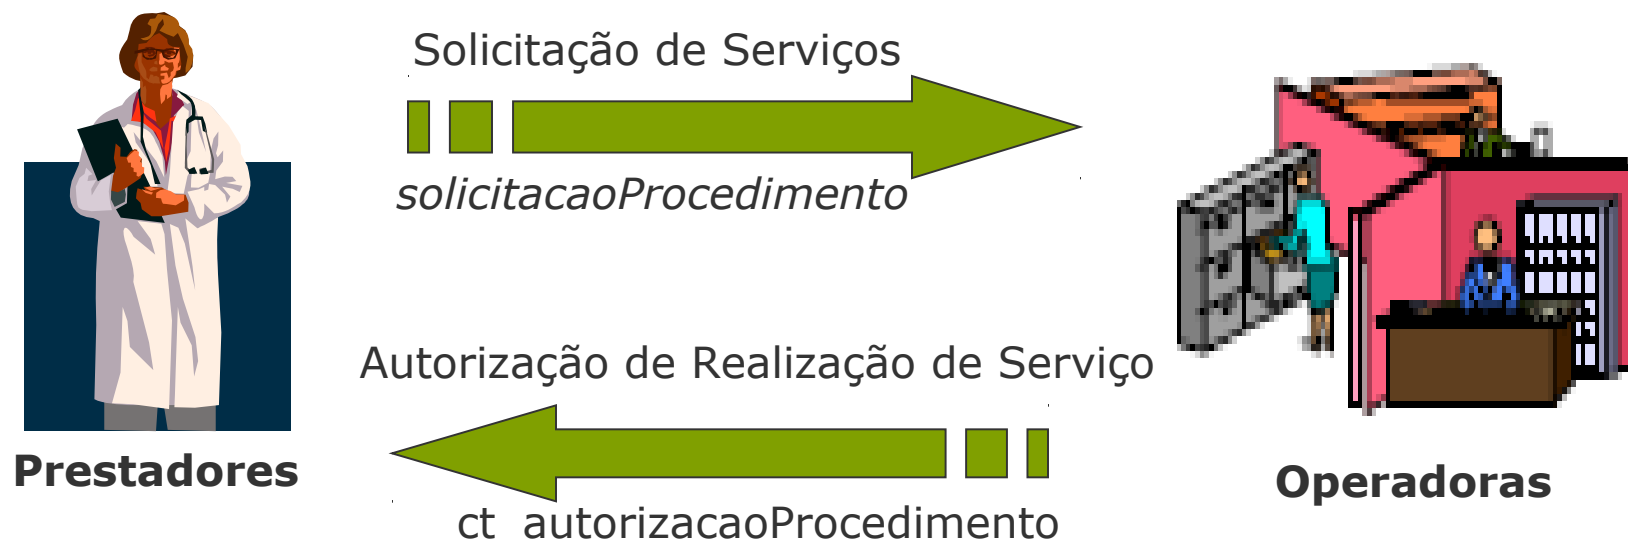 Solicitação de Serviços
solicitacaoProcedimento
Autorização de Realização de Serviço
Prestadores
Operadoras
ct_autorizacaoProcedimento